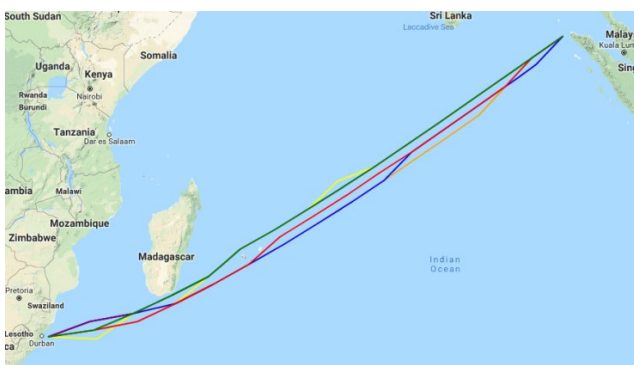 South Sudan
Sri Lanka
Laccadive Sea
Malay
Kuala Lum
Sing
Somalia
Uganda
Kenya
Nairobi
Rwanda
Burundi
Tanzania
Dar es Salaam
ambia
Malawi
Mozambique
Zimbabwe
Madagascar
Indian
Ocean
Pretoria
Swaziland
Lesotho
Durban
ca